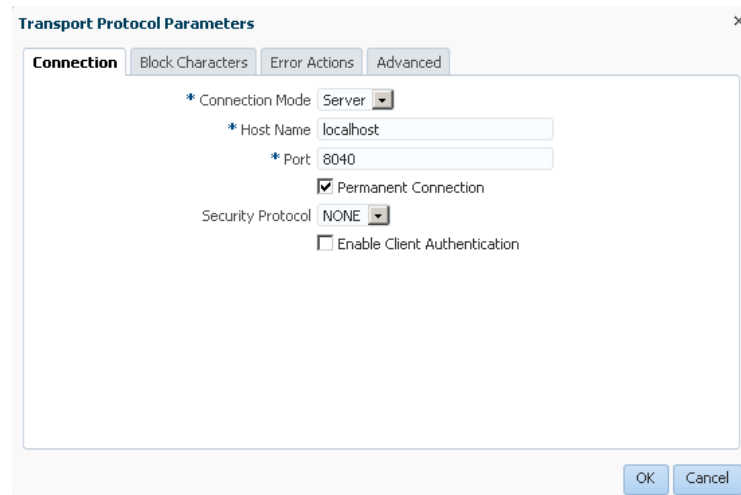 Transport Protocol Parameters
Connection Block Characters Error Actions Advanced
* Connection Mode Server
* Host Name localhost
* Port 8040
Permanent Connection
Security Protocol NONE
Enable Client Authentication
OK Cancel